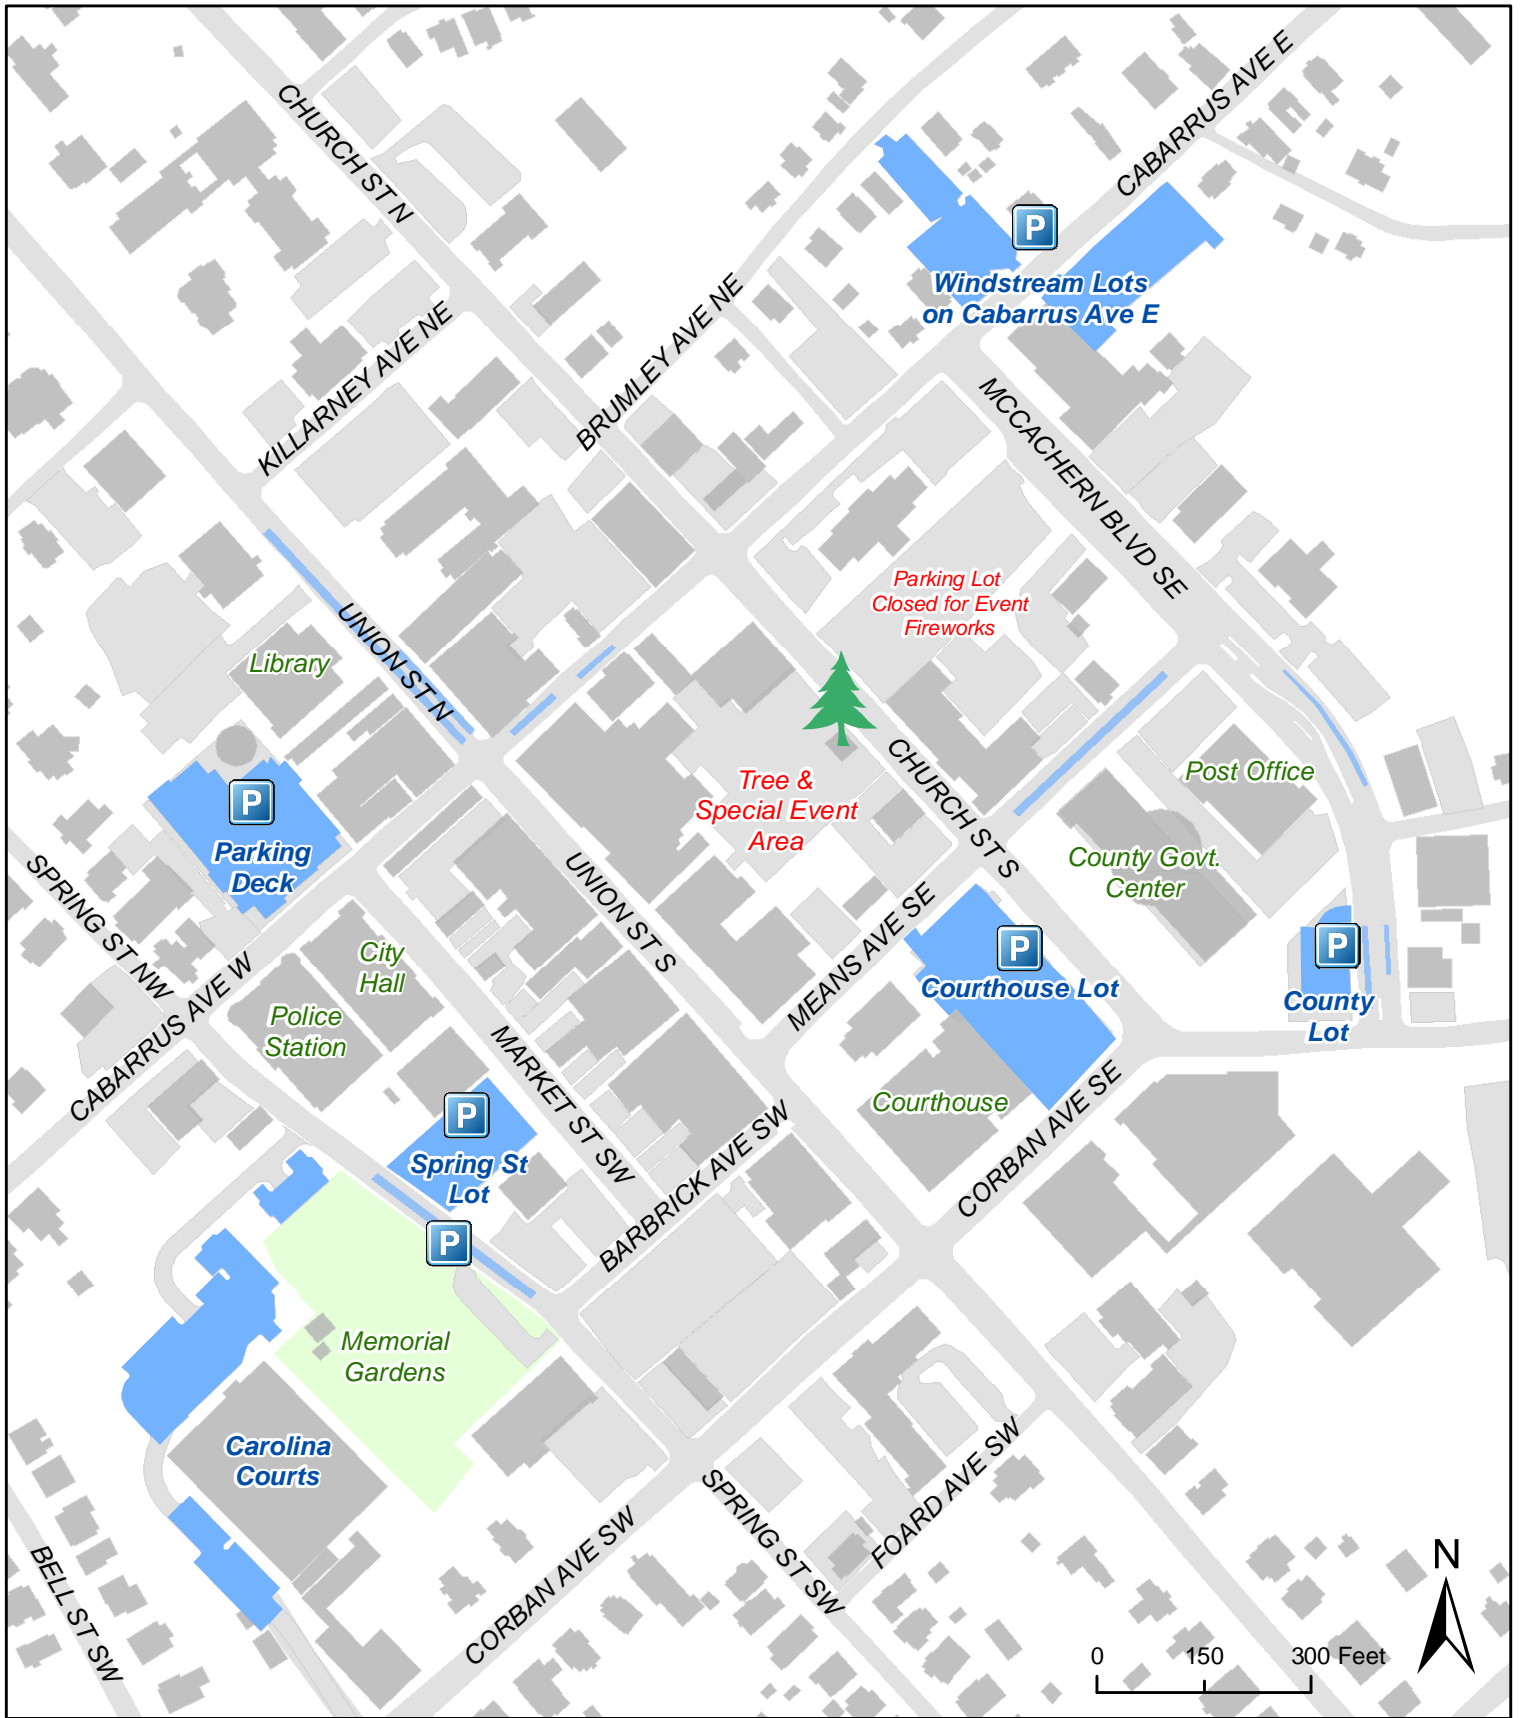 CABARRUS AVE E
CHURCH ST N
P
Windstream Lots
on Cabarrus Ave E
BRUMLEY AVE NE
KILLARNEY AVE NE
MCCACHERN BLVD SE
Parking Lot
Closed for Event
Fireworks
UNION ST N
Library
P
Parking
Deck
Tree &
Special Event
Area
CHURCH ST S
Post Office
County Govt.
Center
SPRING ST NW
UNION ST S
MEANS AVE SE
City
Hall
P
Courthouse Lot
P
County
Lot
CABARRUS AVE W
Police
Station
MARKET ST SW
Courthouse
P
Spring St
Lot
CORBAN AVE SE
BARBRICK AVE SW
P
Memorial
Gardens
Carolina
Courts
SPRING ST SW
FOARD AVE SW
CORBAN AVE SW
BELL ST SW
N
0 150 300 Feet